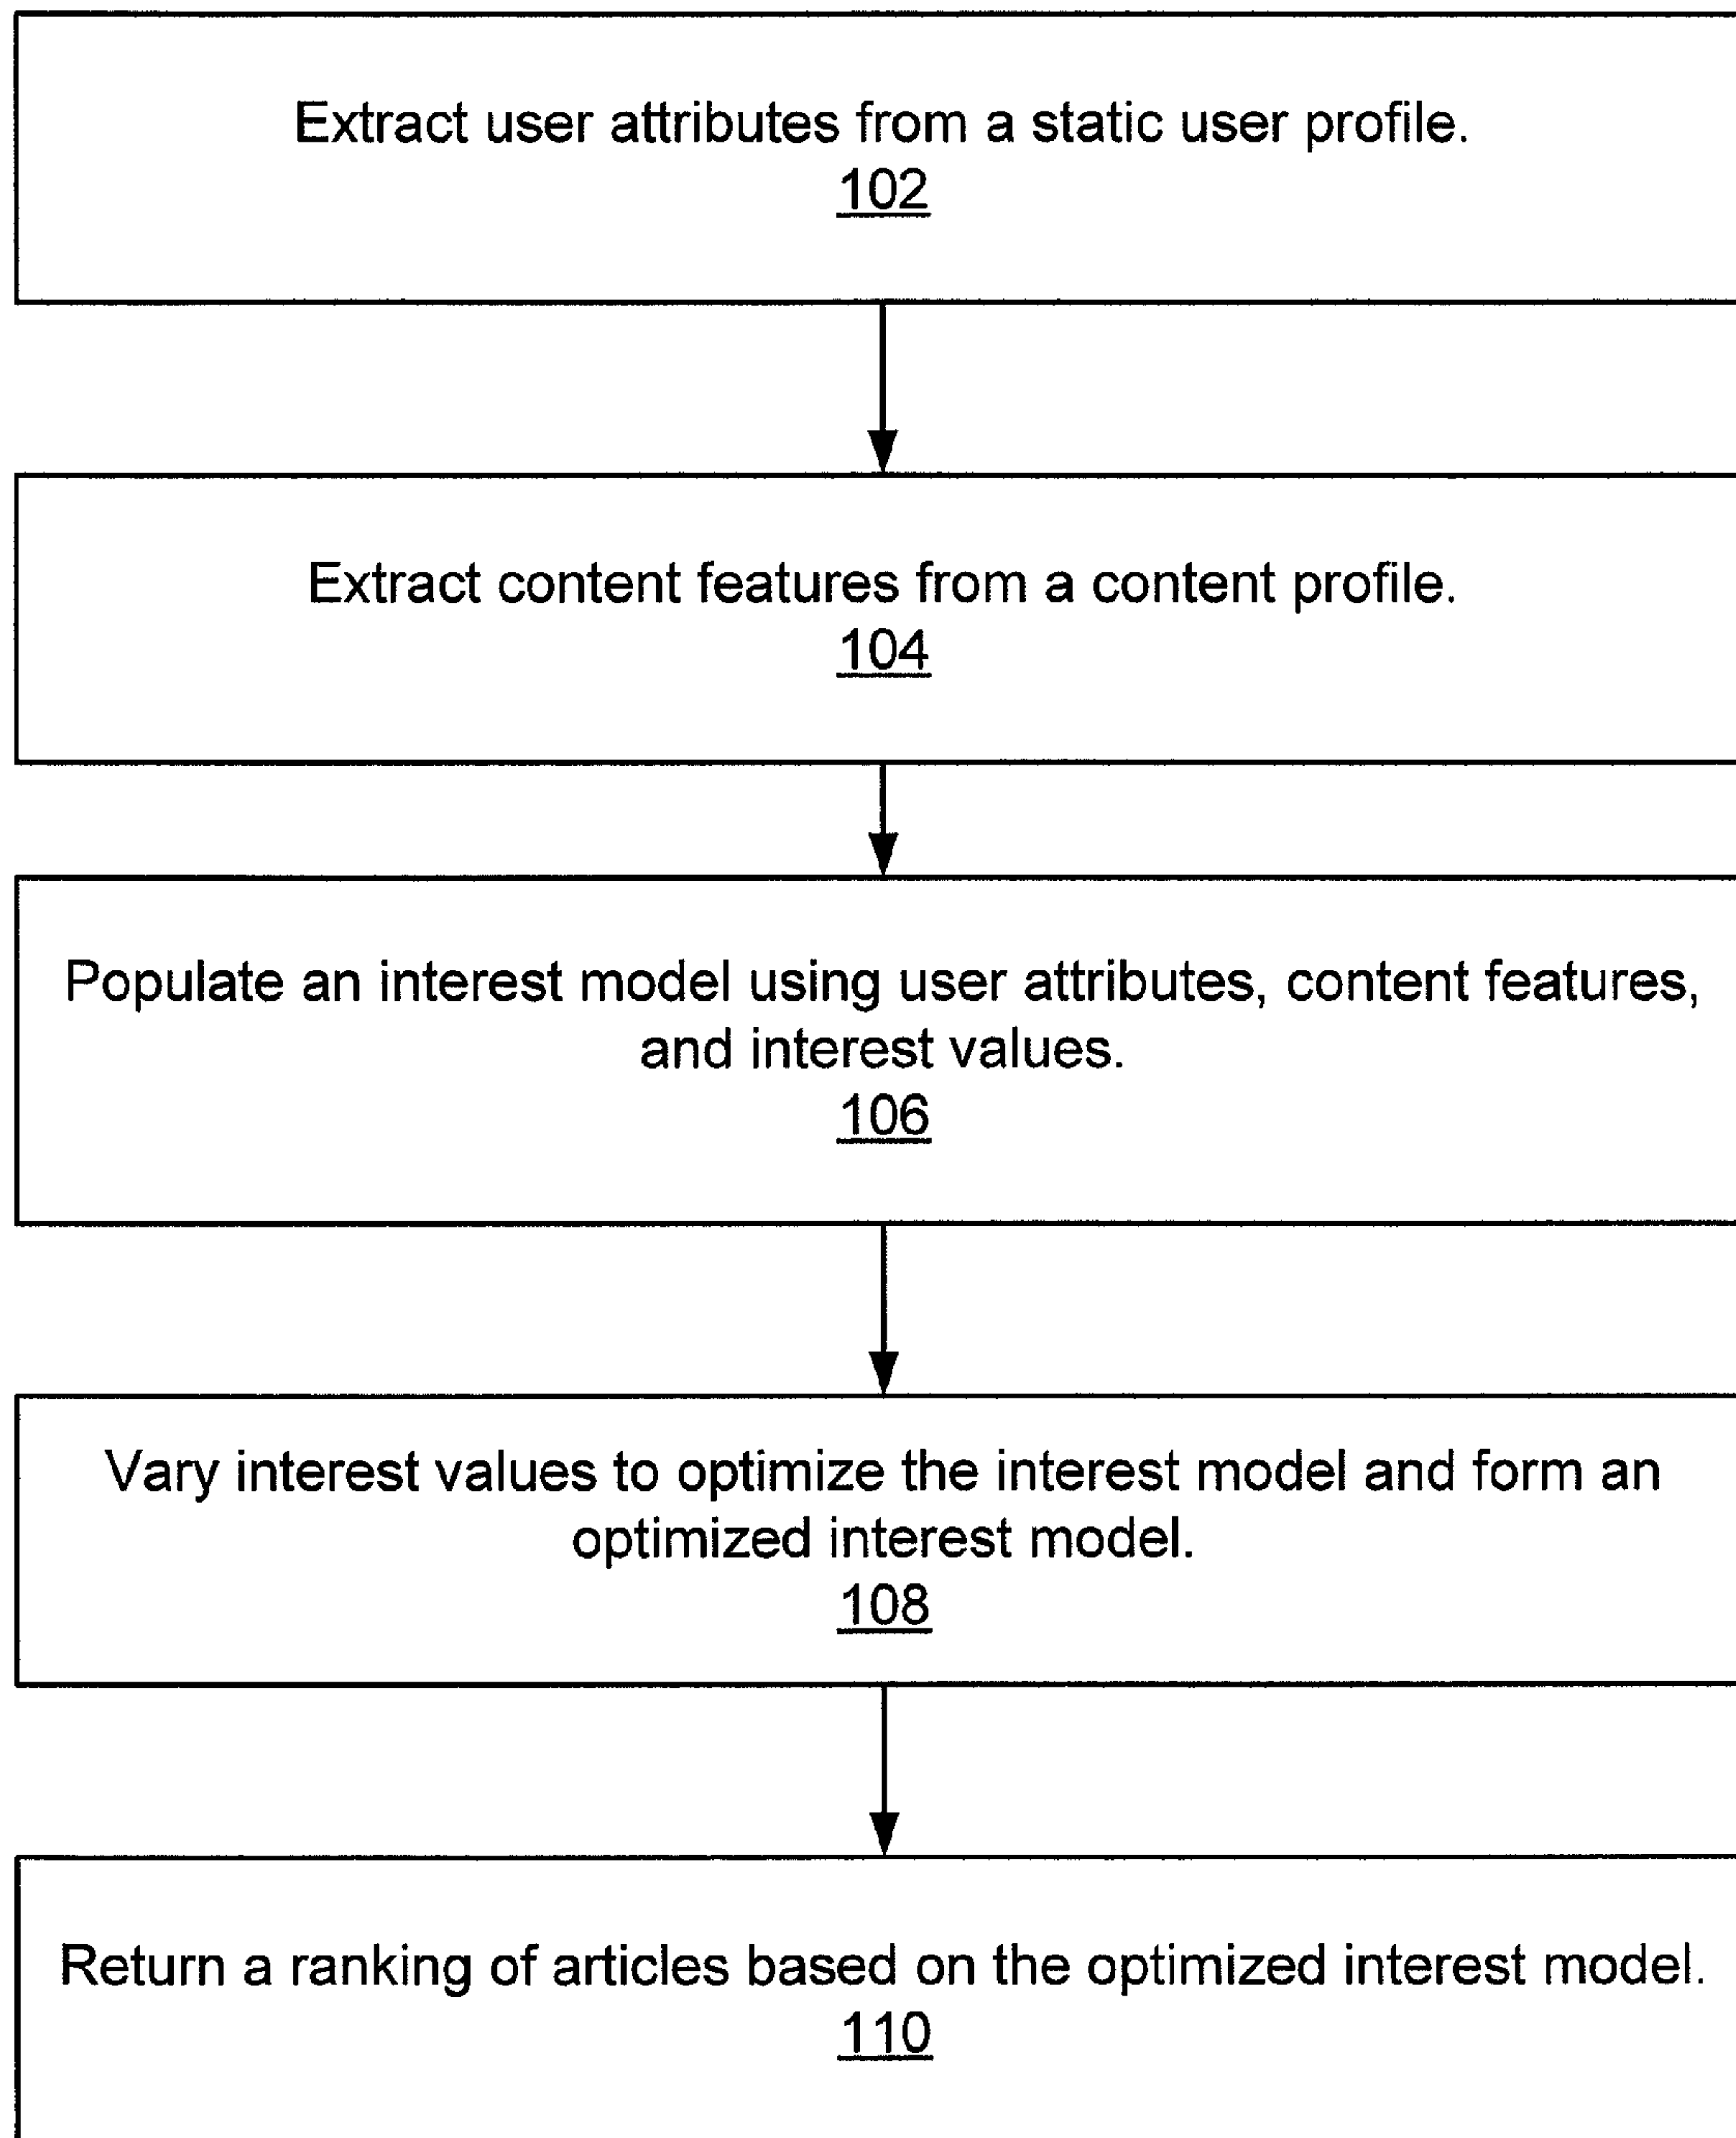 Extract user attributes from a static user profile.
102
Extract content features from a content profile.
104
Populate an interest model using user attributes, content features,
and interest values.
106
Vary interest values to optimize the interest model and form an
optimized interest model.
108
Return a ranking of articles based on the optimized interest model.
110